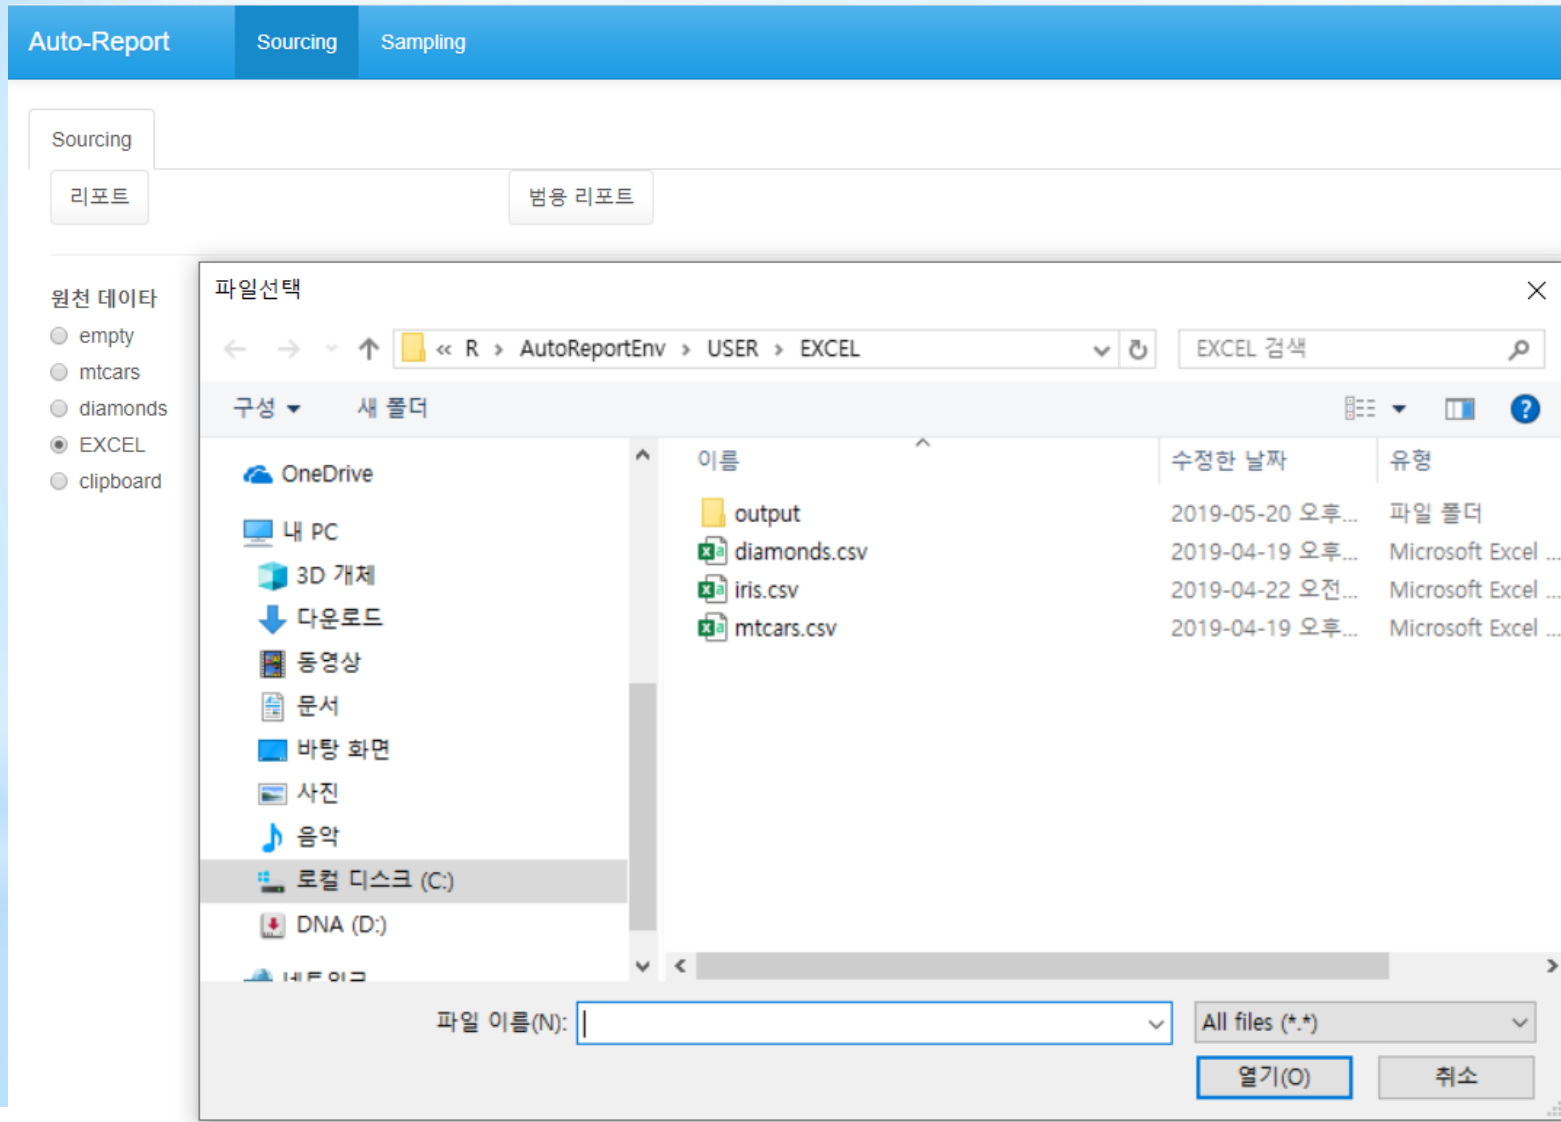 Auto-Report Sourcing Sampling
Sourcing
리포트 범용 리포트
원천 데이타
empty
mtcars
diamonds
EXCEL
clipboard
파일선택
« R › AutoReportEnv › USER › EXCEL
EXCEL 검색
구성 새 폴더
OneDrive
내 PC
3D 개체
다운로드
동영상
문서
바탕 화면
사진
음악
로컬 디스크 (C:)
DNA (D:)
이름 수정한 날짜 유형
output 2019-05-20 오후... 파일 폴더
diamonds.csv 2019-04-19 오후... Microsoft Excel ...
iris.csv 2019-04-22 오전... Microsoft Excel ...
mtcars.csv 2019-04-19 오후... Microsoft Excel ...
파일 이름(N):
All files (*.*)
열기(O) 취소